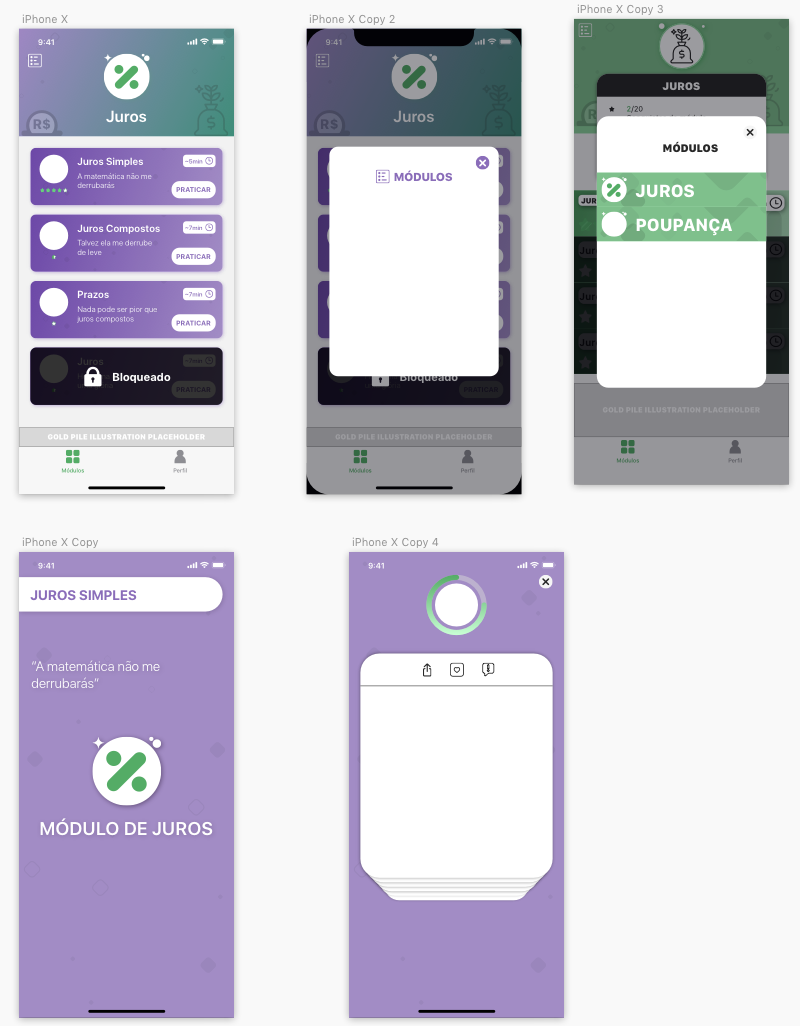 iPhone X
9:41
R$
$
Juros
Juros Simples
~5min
A matemática não me
derrubarás
PRATICAR
Juros Compostos
~7min
Talvez ela me derrube
de leve
PRATICAR
Prazos
~7min
Nada pode ser pior que
juros compostos
PRATICAR
Juros
~7min
Bloqueado
PRATICAR
GOLD PILE ILLUSTRATION PLACEHOLDER
Módulos
Perfil
iPhone X Copy 2
9:41
R$
$
Juros
MÓDULOS
Bloqueado
PRATICAR
GOLD PILE ILLUSTRATION PLACEHOLDER
Módulos
Perfil
iPhone X Copy 3
$
JUROS
2/20
MÓDULOS
JUROS
POUPANÇA
GOLD PILE ILLUSTRATION PLACEHOLDER
Módulos
Perfil
iPhone X Copy
9:41
JUROS SIMPLES
“A matemática não me
derrubarás”
MÓDULO DE JUROS
iPhone X Copy 4
9:41